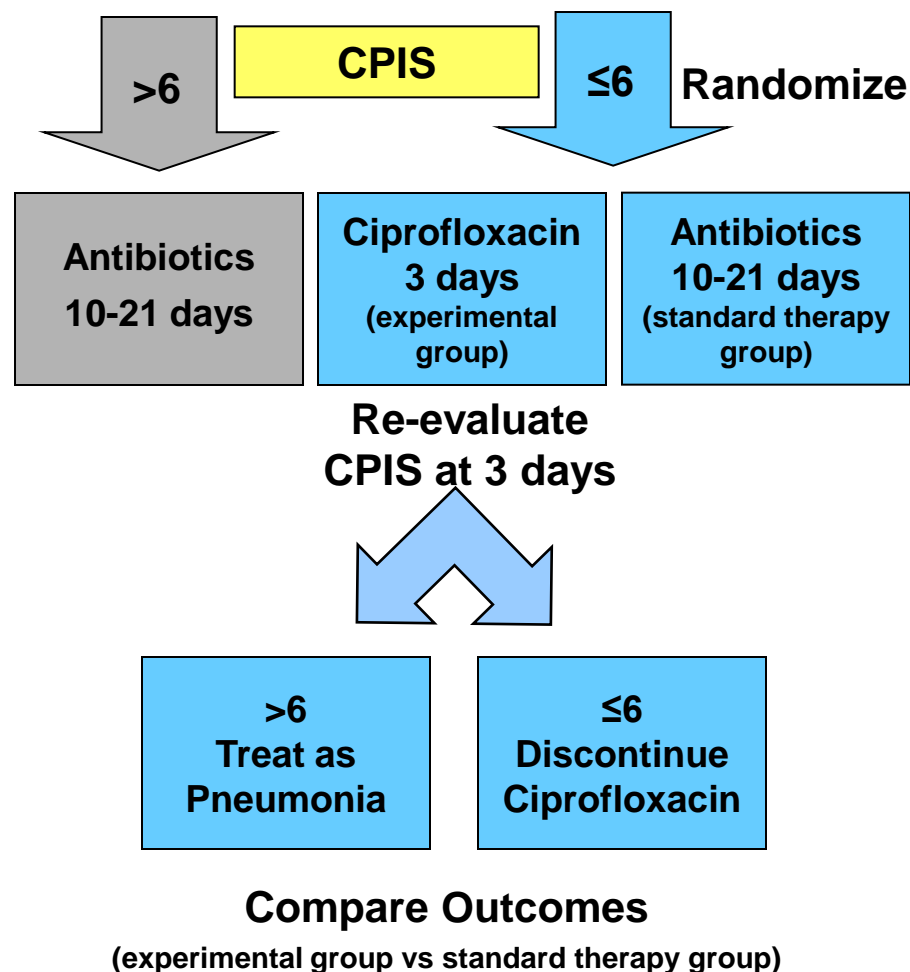 CPIS
>6
≤6
Randomize
Antibiotics
10-21 days
Ciprofloxacin
3 days
(experimental
group)
Antibiotics
10-21 days
(standard therapy
group)
Re-evaluate
CPIS at 3 days
>6
Treat as
Pneumonia
≤6
Discontinue
Ciprofloxacin
Compare Outcomes
(experimental group vs standard therapy group)